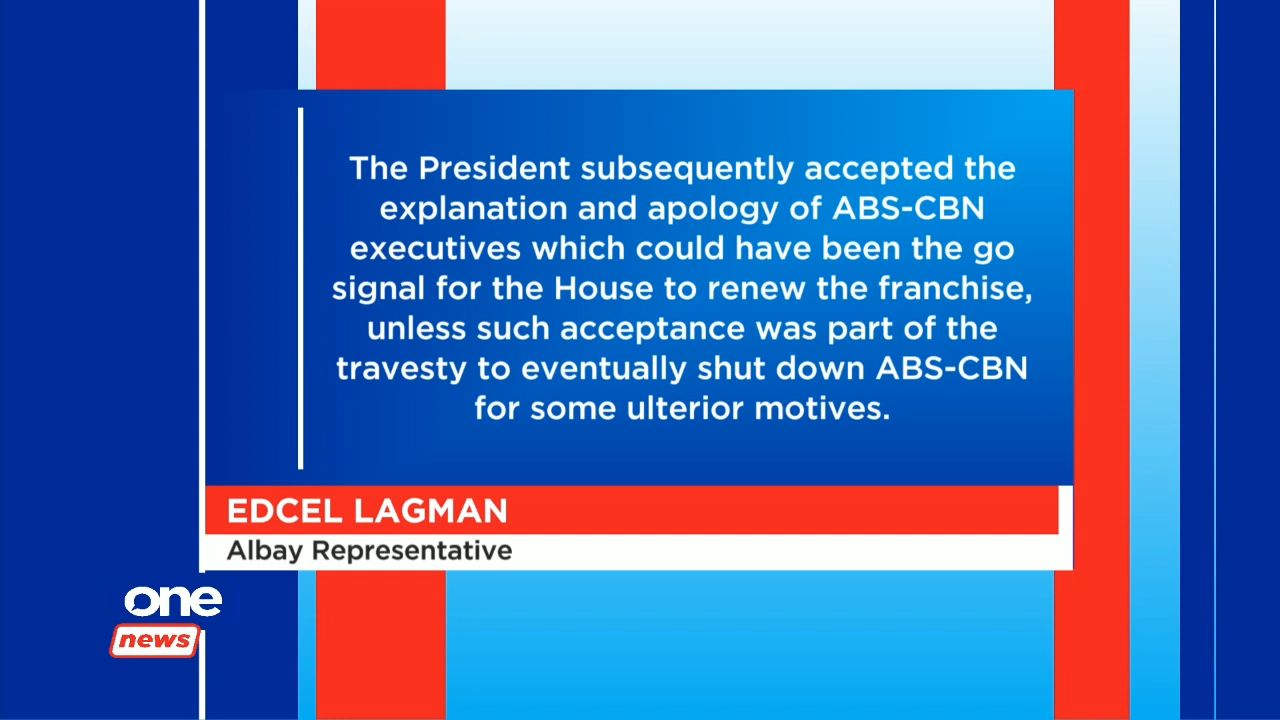 The President subsequently accepted the
explanation and apology of ABS-CBN
executives which could have been the go
signal for the House to renew the franchise,
unless such acceptance was part of the
travesty to eventually shut down ABS-CBN
for some ulterior motives.
EDCEL LAGMAN
Albay Representative
one
news